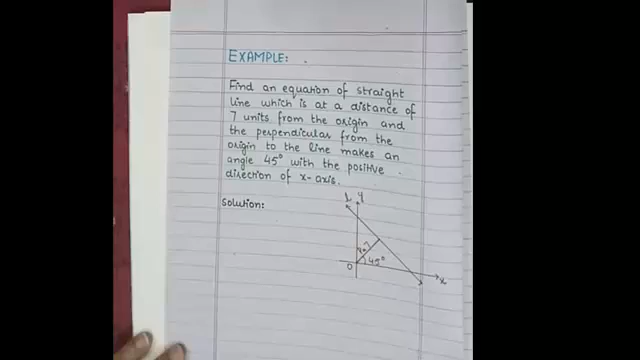 EXAMPLE:
Find an equation of straight
line which is at a distance of
7 units from the origin and
the perpendicular from the
origin to the line makes an
angle 45° with the positive
direction of x-axis.
Solution:
l y
7
45°
O
x